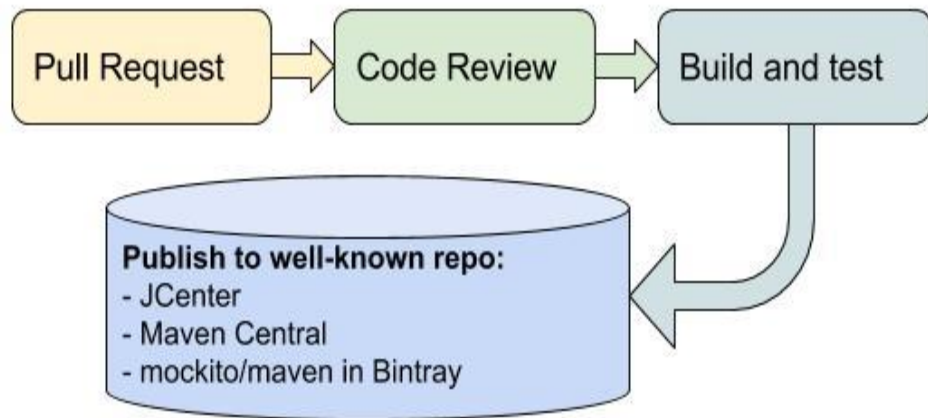 Pull Request
Code Review
Build and test
Publish to well-known repo:
- JCenter
- Maven Central
- mockito/maven in Bintray